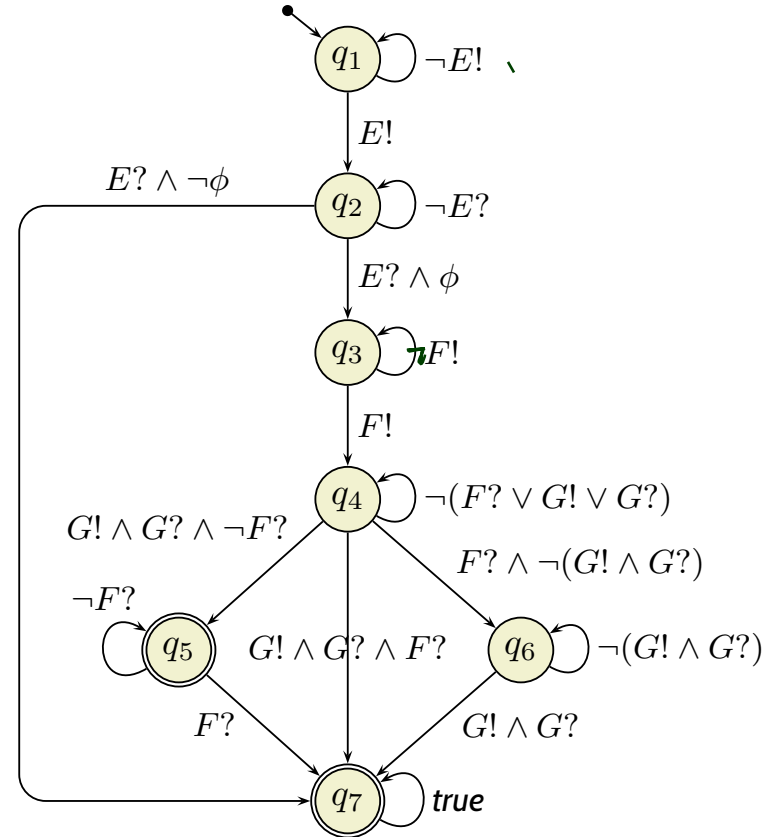 q1
¬E!
E!
E? ∧ ¬ϕ
q2
¬E?
E? ∧ ϕ
q3
¬F!
F!
q4
¬(F? ∨ G! ∨ G?)
G! ∧ G? ∧ ¬F?
F? ∧ ¬(G! ∧ G?)
¬F?
q5
G! ∧ G? ∧ F?
q6
¬(G! ∧ G?)
F?
G! ∧ G?
q7
true